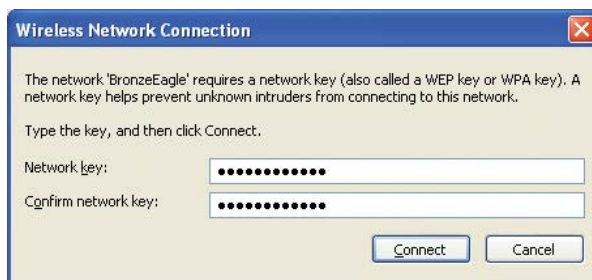 Wireless Network Connection
The network 'BronzeEagle' requires a network key (also called a WEP key or WPA key). A
network key helps prevent unknown intruders from connecting to this network.
Type the key, and then click Connect.
Network key: ●●●●●●●●●●●●
Confirm network key: ●●●●●●●●●●●●
Connect Cancel